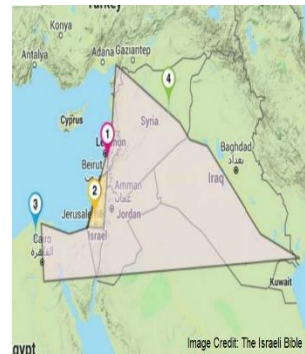 Turkey
Konya
Adana
Gaziantep
Antalya
4
Cyprus
Syria
1
Lebanon
Beirut
Baghdad
بغداد
Iraq
2
Amman
عمان
Jerusale
Jordan
3
Israel
Cairo
القاهرة
Kuwait
gypt
Image Credit: The Israeli Bible